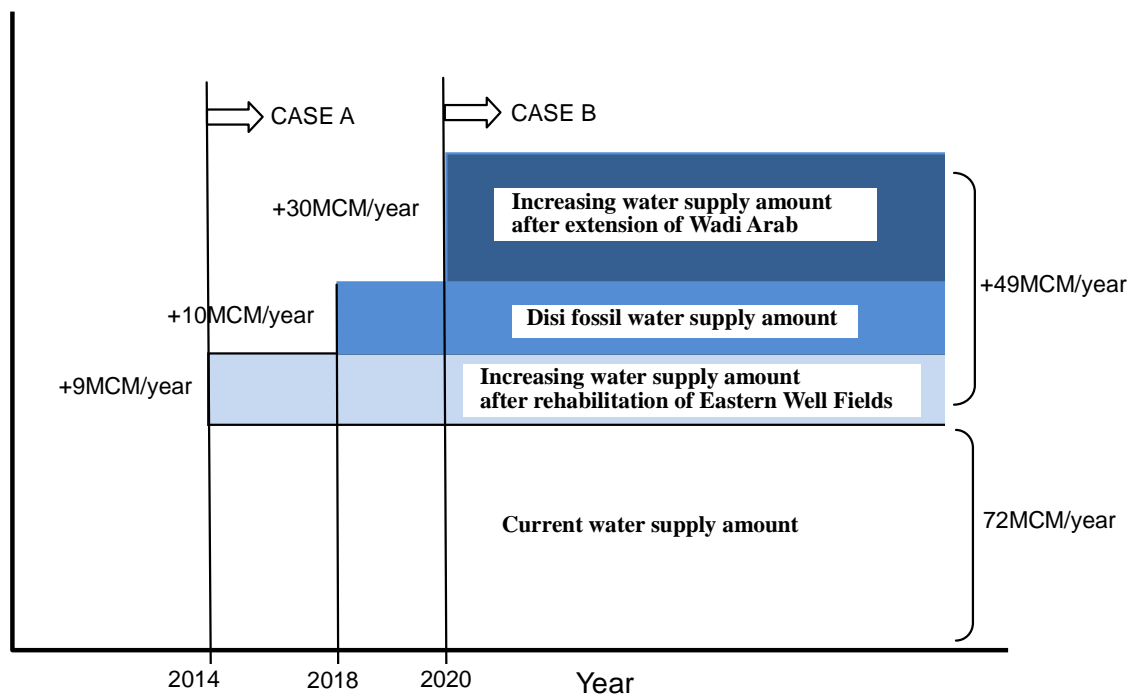 CASE A
CASE B
+30MCM/year
Increasing water supply amount
after extension of Wadi Arab
+49MCM/year
+10MCM/year
Disi fossil water supply amount
+9MCM/year
Increasing water supply amount
after rehabilitation of Eastern Well Fields
Current water supply amount
72MCM/year
2014
2018
2020
Year